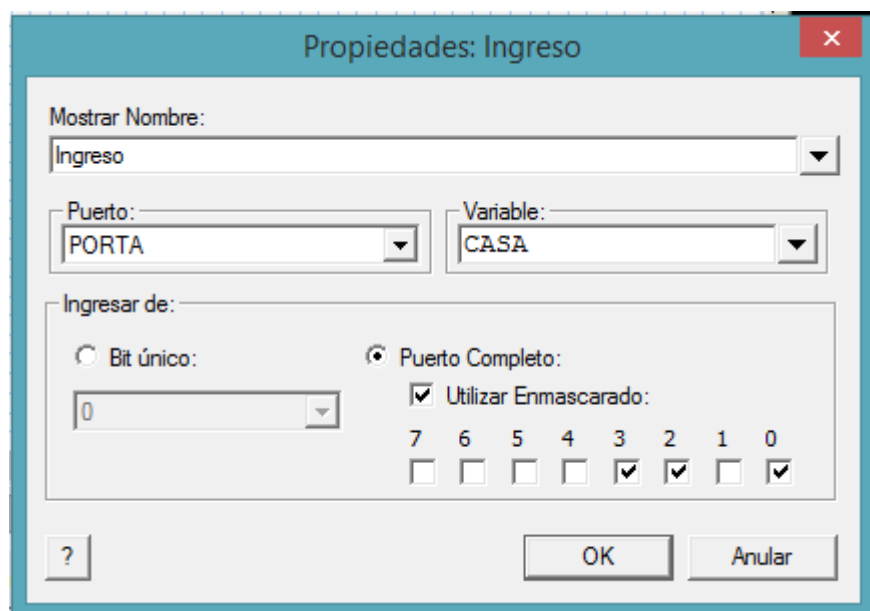 Propiedades: Ingreso
Mostrar Nombre:
Ingreso
Puerto:
Variable:
PORTA
CASA
Ingresar de:
Bit único:
Puerto Completo:
0
Utilizar Enmascarado:
7 6 5 4 3 2 1 0
?
OK
Anular